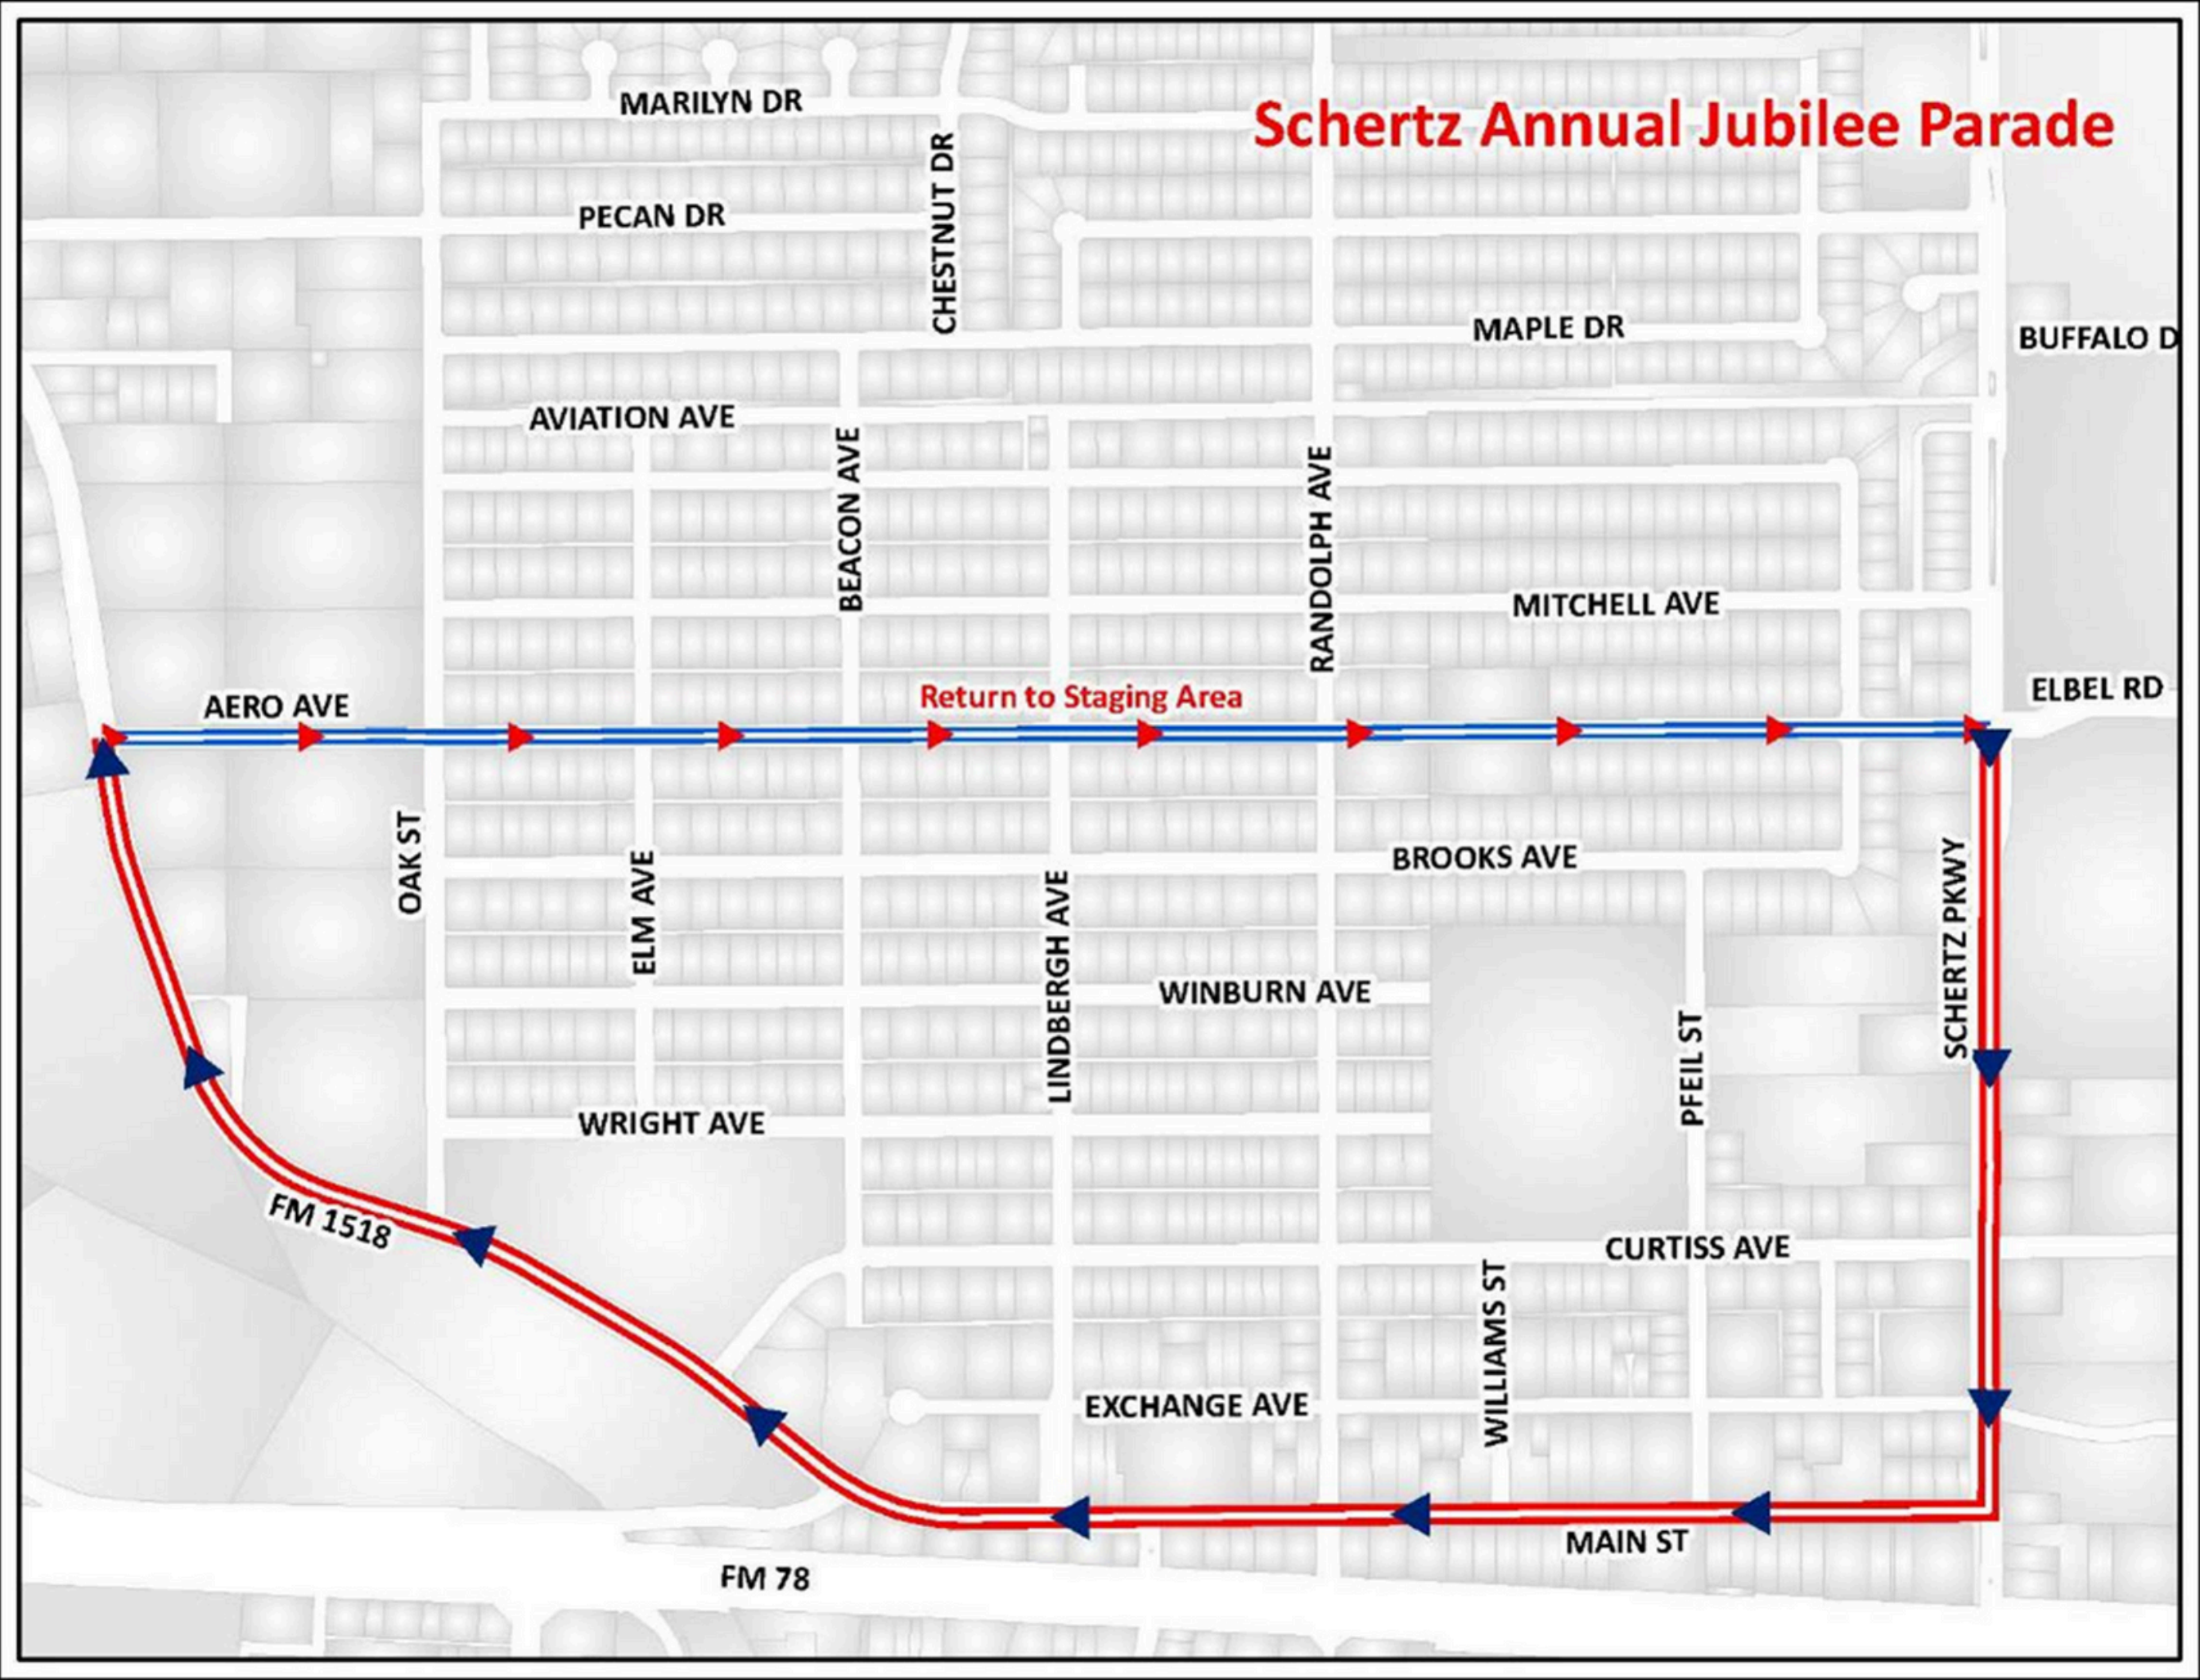 MARILYN DR
Schertz Annual Jubilee Parade
CHESTNUT DR
PECAN DR
MAPLE DR
BUFFALO D
AVIATION AVE
BEACON AVE
RANDOLPH AVE
MITCHELL AVE
ELBEL RD
AERO AVE
Return to Staging Area
OAK ST
ELM AVE
LINDBERGH AVE
BROOKS AVE
SCHERTZ PKWY
WINBURN AVE
PFEIL ST
WRIGHT AVE
FM 1518
CURTISS AVE
WILLIAMS ST
EXCHANGE AVE
MAIN ST
FM 78